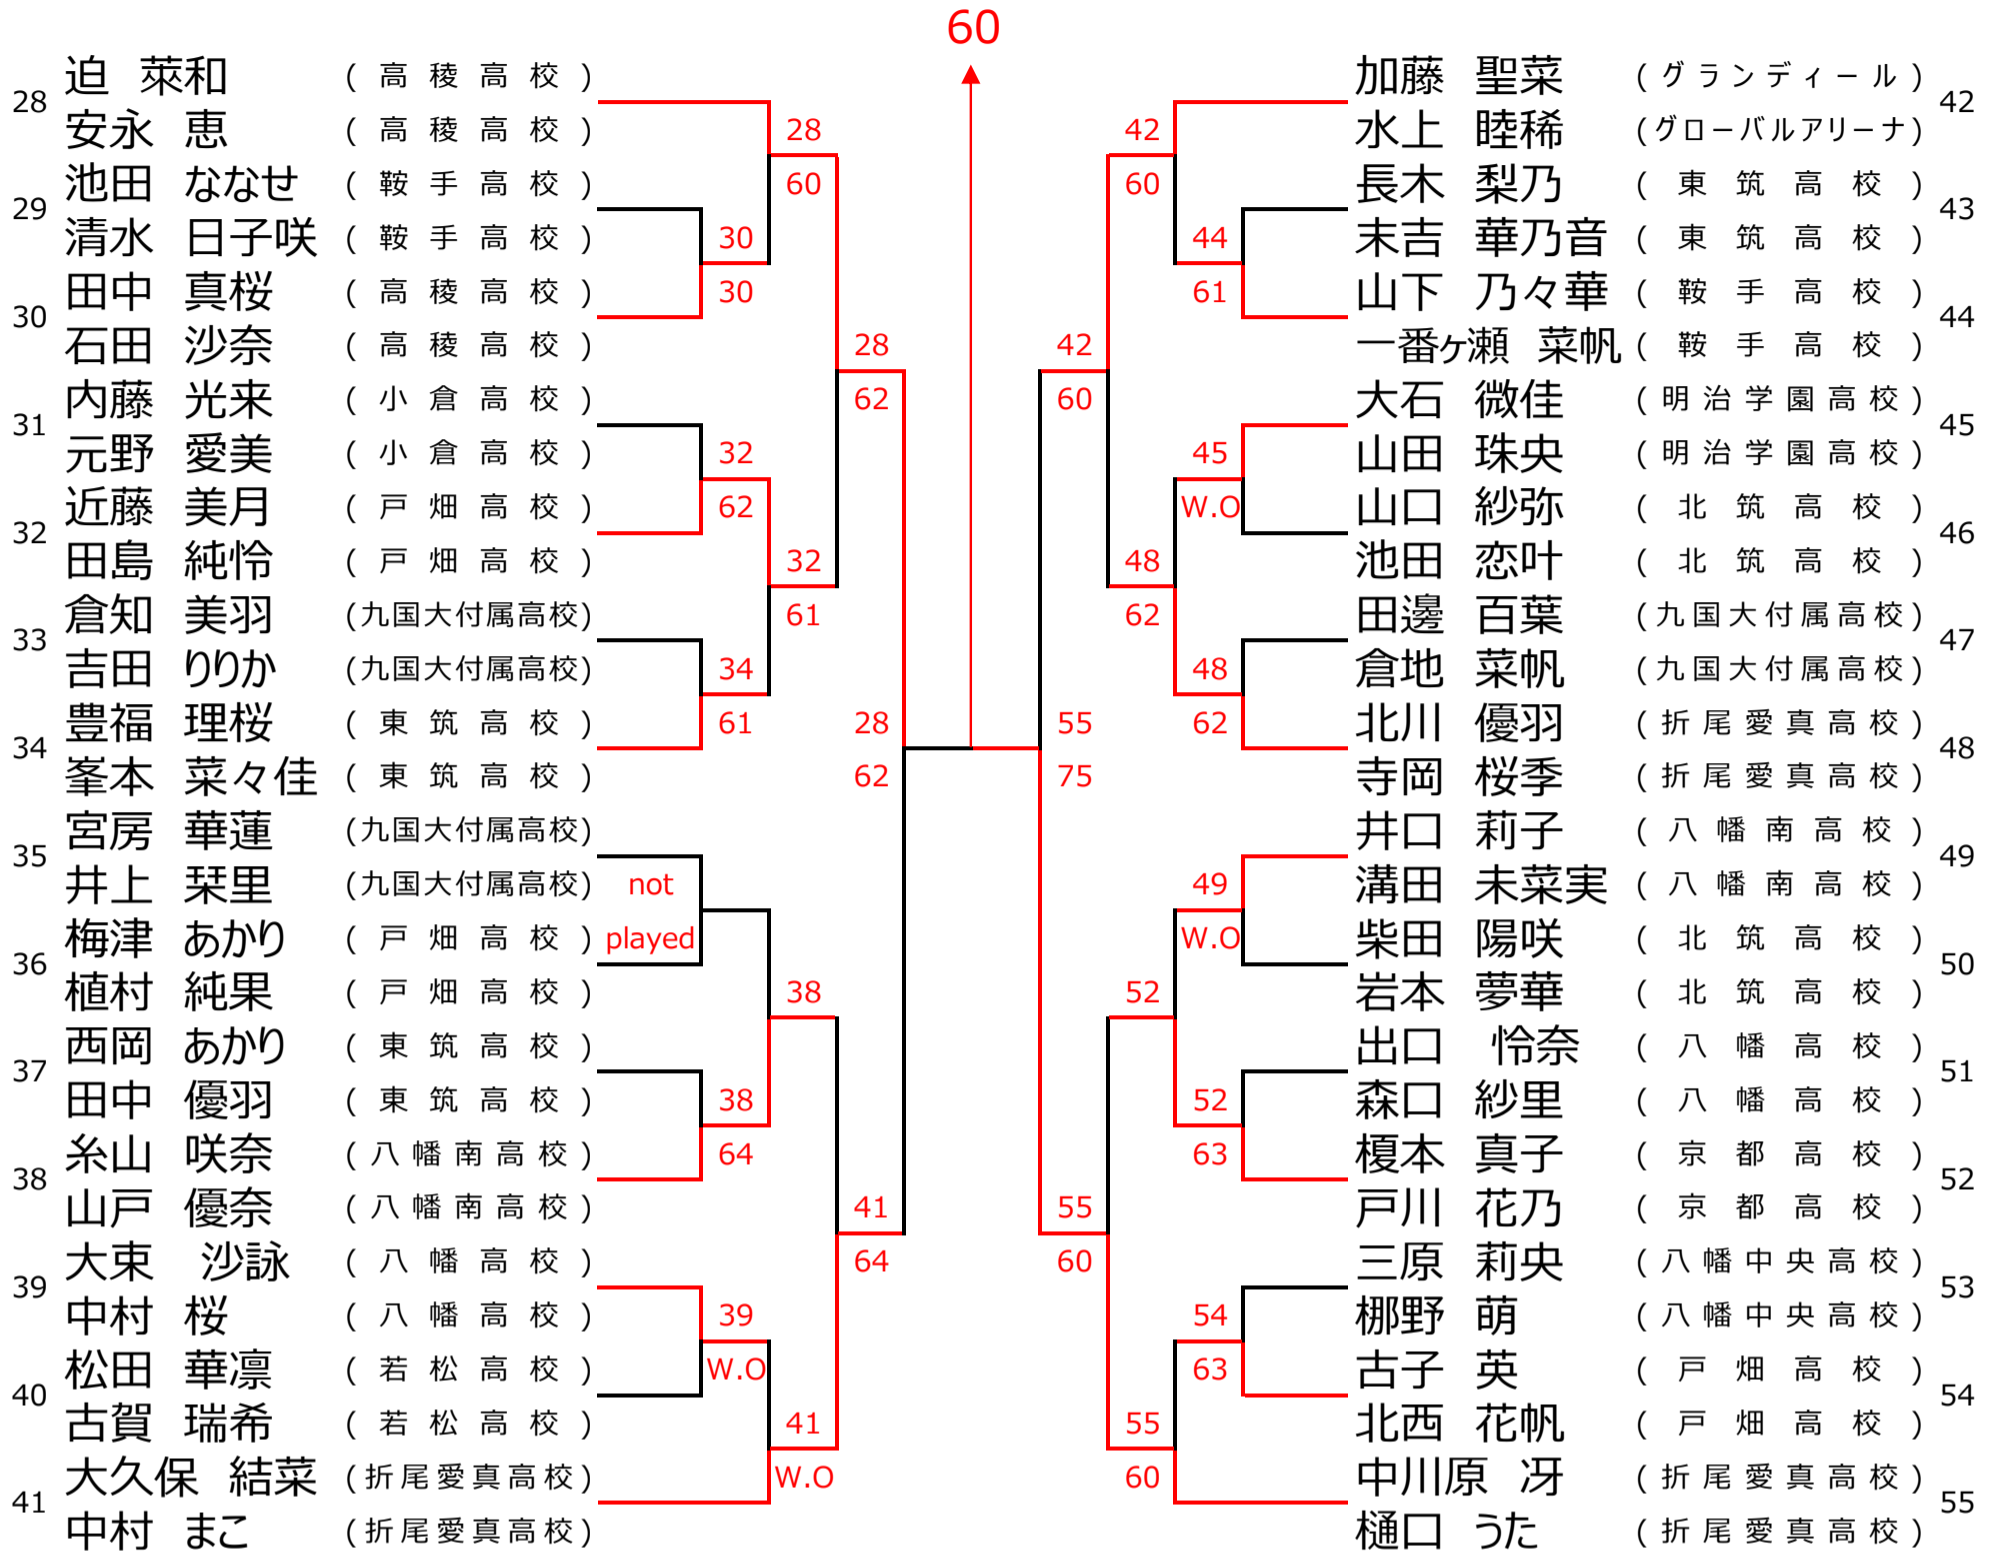 60
28
迫 萊和 (高稜高校)
安永 恵 (高稜高校)
29
池田 ななせ (鞍手高校)
清水 日子咲 (鞍手高校)
30
田中 真桜 (高稜高校)
石田 沙奈 (高稜高校)
31
内藤 光来 (小倉高校)
元野 愛美 (小倉高校)
32
近藤 美月 (戸畑高校)
田島 純怜 (戸畑高校)
33
倉知 美羽 (九国大付属高校)
吉田 りりか (九国大付属高校)
34
豊福 理桜 (東筑高校)
峯本 菜々佳 (東筑高校)
35
宮房 華蓮 (九国大付属高校)
井上 栞里 (九国大付属高校)
36
梅津 あかり (戸畑高校)
植村 純果 (戸畑高校)
37
西岡 あかり (東筑高校)
田中 優羽 (東筑高校)
38
糸山 咲奈 (八幡南高校)
山戸 優奈 (八幡南高校)
39
大束 沙詠 (八幡高校)
中村 桜 (八幡高校)
40
松田 華凛 (若松高校)
古賀 瑞希 (若松高校)
41
大久保 結菜 (折尾愛真高校)
中村 まこ (折尾愛真高校)
30
30
32
62
34
61
not
played
38
64
39
W.O
28
60
32
61
38
41
W.O
28
62
41
64
28
62
55
75
42
60
55
60
42
60
48
62
52
55
60
44
61
45
W.O
48
62
49
W.O
52
63
54
63
加藤 聖菜 (グランディール)
水上 睦稀 (グローバルアリーナ)
42
長木 梨乃 (東筑高校)
末吉 華乃音 (東筑高校)
43
山下 乃々華 (鞍手高校)
一番ヶ瀬 菜帆 (鞍手高校)
44
大石 微佳 (明治学園高校)
山田 珠央 (明治学園高校)
45
山口 紗弥 (北筑高校)
池田 恋叶 (北筑高校)
46
田邊 百葉 (九国大付属高校)
倉地 菜帆 (九国大付属高校)
47
北川 優羽 (折尾愛真高校)
寺岡 桜季 (折尾愛真高校)
48
井口 莉子 (八幡南高校)
溝田 未菜実 (八幡南高校)
49
柴田 陽咲 (北筑高校)
岩本 夢華 (北筑高校)
50
出口 怜奈 (八幡高校)
森口 紗里 (八幡高校)
51
榎本 真子 (京都高校)
戸川 花乃 (京都高校)
52
三原 莉央 (八幡中央高校)
梛野 萌 (八幡中央高校)
53
古子 英 (戸畑高校)
北西 花帆 (戸畑高校)
54
中川原 冴 (折尾愛真高校)
樋口 うた (折尾愛真高校)
55